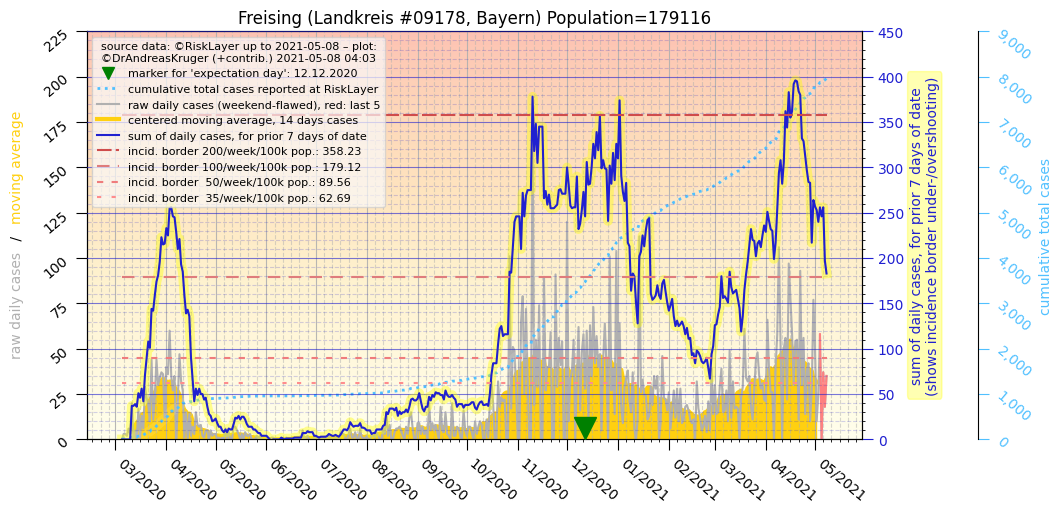 Freising (Landkreis #09178, Bayern) Population=179116
source data: ©RiskLayer up to 2021-05-08 – plot:
©DrAndreasKruger (+contrib.) 2021-05-08 04:03
marker for 'expectation day': 12.12.2020
cumulative total cases reported at RiskLayer
raw daily cases (weekend-flawed), red: last 5
centered moving average, 14 days cases
sum of daily cases, for prior 7 days of date
incid. border 200/week/100k pop.: 358.23
incid. border 100/week/100k pop.: 179.12
incid. border  50/week/100k pop.: 89.56
incid. border  35/week/100k pop.: 62.69
raw daily cases / moving average
225
200
175
150
125
100
75
50
25
0
03/2020
04/2020
05/2020
06/2020
07/2020
08/2020
09/2020
10/2020
11/2020
12/2020
01/2021
02/2021
03/2021
04/2021
05/2021
450
400
350
300
250
200
150
100
50
0
sum of daily cases, for prior 7 days of date
(shows incidence border under-/overshooting)
9,000
8,000
7,000
6,000
5,000
4,000
3,000
2,000
1,000
0
cumulative total cases